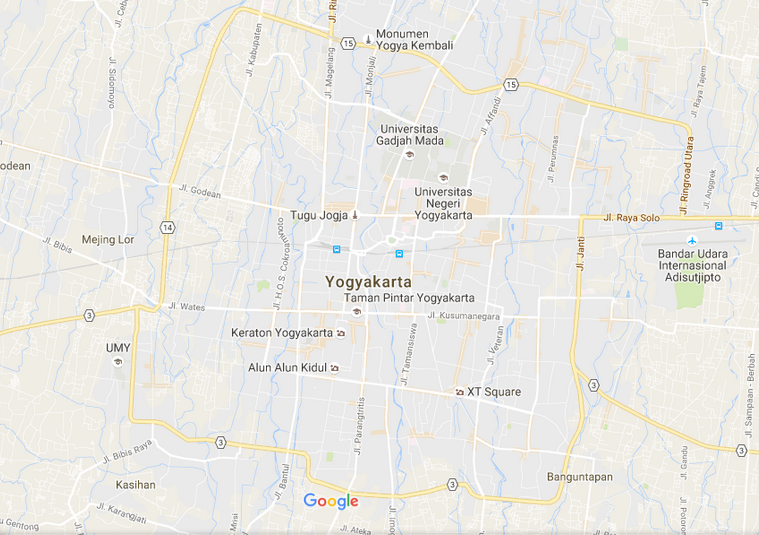 Jl. Ce
Jl. Kabupaten
Jl. Ri
Jl. Magelang
15
Monumen
Yogya Kembali
Jl. Monjali
Jl. Sidomoyo
15
Jl. Raya Tajem
Jl. Affandi
Universitas
Gadjah Mada
Jl. Perumnas
Jl. Ringroad Utara
Jl. Anggrek
Jl. Candi S
odean
Jl. Godean
Universitas
Negeri
Yogyakarta
Tugu Jogja
Jl. Raya Solo
14
Mejing Lor
Jl. Bibis
Jl. H.O.S. Cokroaminoto
Jl. Janti
Bandar Udara
Internasional
Adisutjipto
Yogyakarta
Taman Pintar Yogyakarta
Jl. Wates
3
Jl. Kusumanegara
Keraton Yogyakarta
Jl. Tamansiswa
Jl. Veteran
UMY
Alun Alun Kidul
3
XT Square
Jl. Sampaan - Berbah
Jl. Parangtritis
3
3
Jl. Bibis Raya
Jl. Bantul
Jl. Gandu
Banguntapan
Kasihan
3
Google
Jl. Karangjati
u Gentong
Jl. Mrisi
Jl. Ateka
Jl. Imog
Jl. Potoron